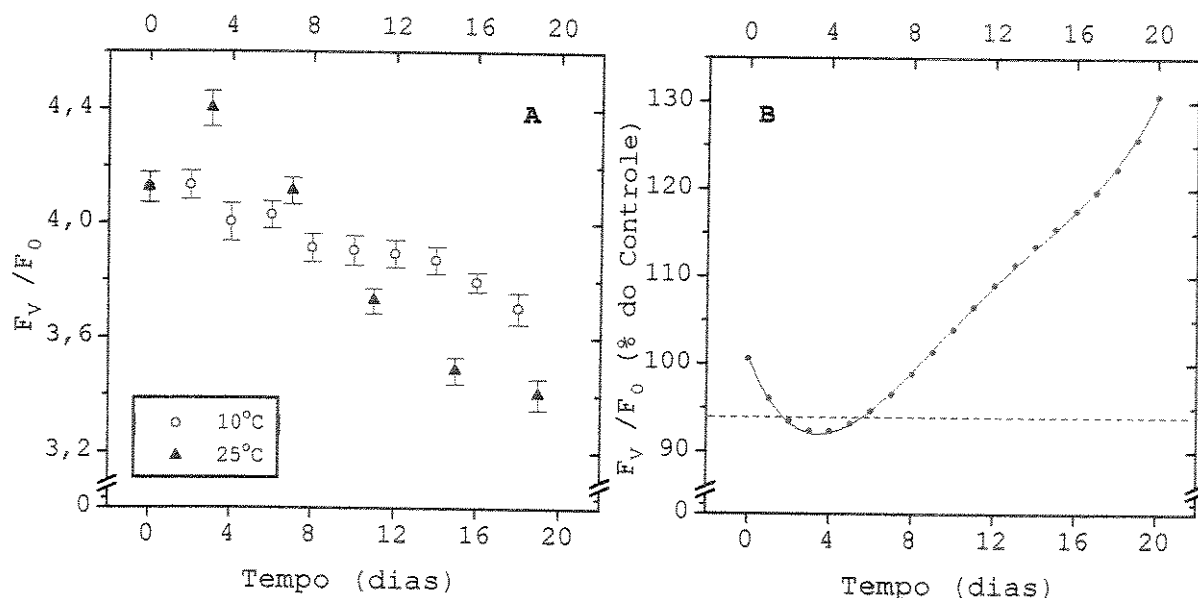 0 4 8 12 16 20
A
F_V /F_0
4,4
4,0
3,6
3,2
0
10°C
25°C
0 4 8 12 16 20
Tempo (dias)
0 4 8 12 16 20
B
F_V /F_0 (% do Controle)
130
120
110
100
90
0
0 4 8 12 16 20
Tempo (dias)